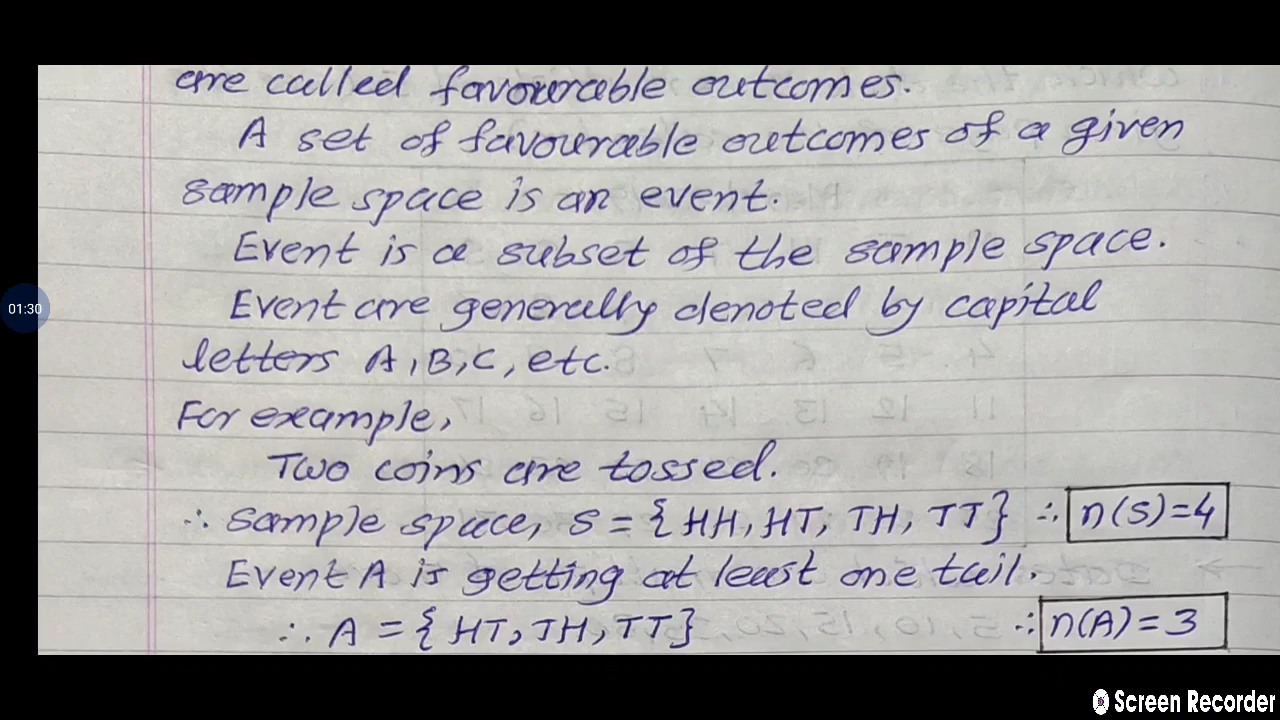 are called favourable outcomes.
A set of favourable outcomes of a given
sample space is an event.
Event is a subset of the sample space.
Event are generally denoted by capital
letters A, B, C, etc.
For example,
Two coins are tossed.
∴ Sample space, S = {HH, HT, TH, TT} ∴ n(S)=4
Event A is getting at least one tail.
∴ A = {HT, TH, TT} ∴ n(A) = 3
01:30
Screen Recorder